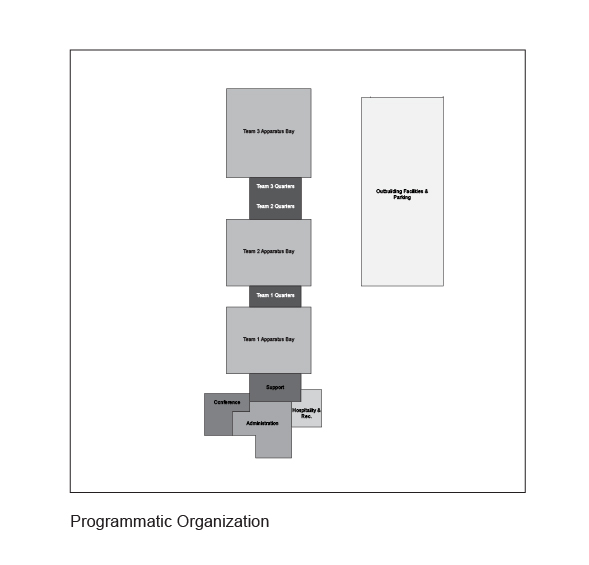 Team 3 Apparatus Bay
Team 3 Quarters
Team 2 Quarters
Outbuilding Facilities &
Parking
Team 2 Apparatus Bay
Team 1 Quarters
Team 1 Apparatus Bay
Support
Conference
Hospitality &
Rec.
Administration
Programmatic Organization